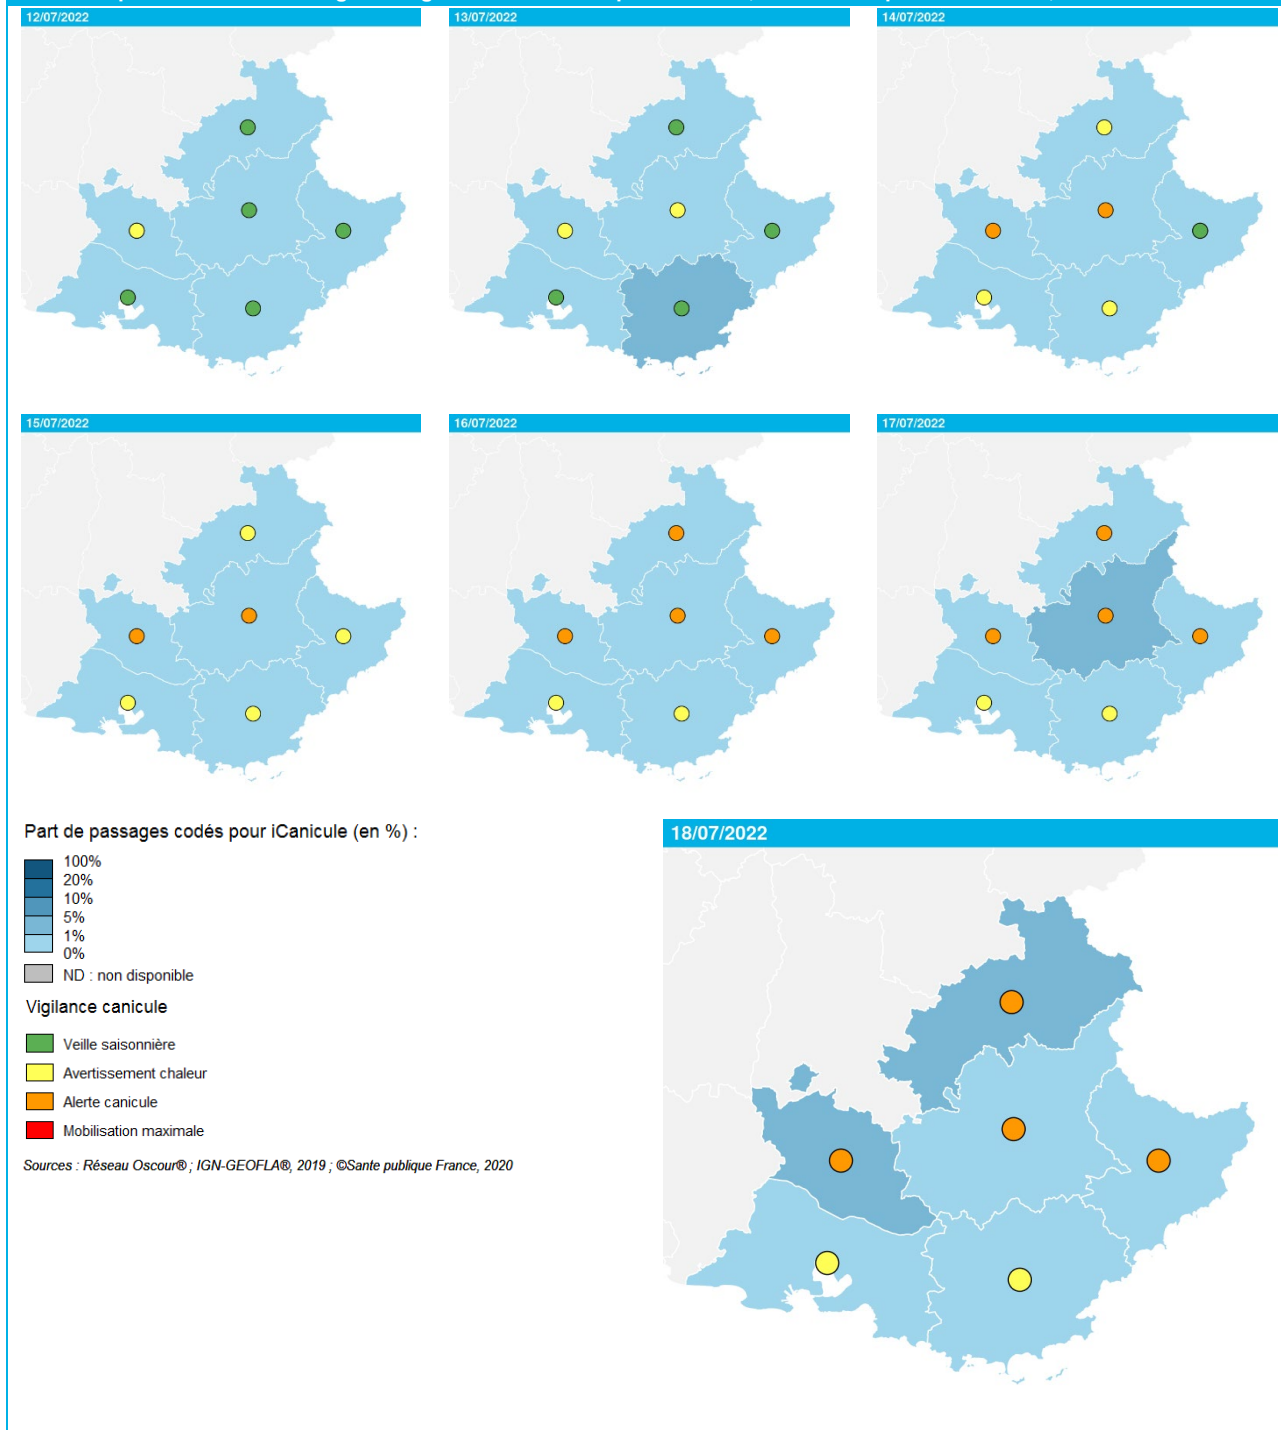 12/07/2022
13/07/2022
14/07/2022
15/07/2022
16/07/2022
17/07/2022
18/07/2022
Part de passages codés pour iCanicule (en %) :
100%
20%
10%
5%
1%
0%
ND : non disponible
Vigilance canicule
Veille saisonnière
Avertissement chaleur
Alerte canicule
Mobilisation maximale
Sources : Réseau Oscour® ; IGN-GEOFLA®, 2019 ; ©Sante publique France, 2020